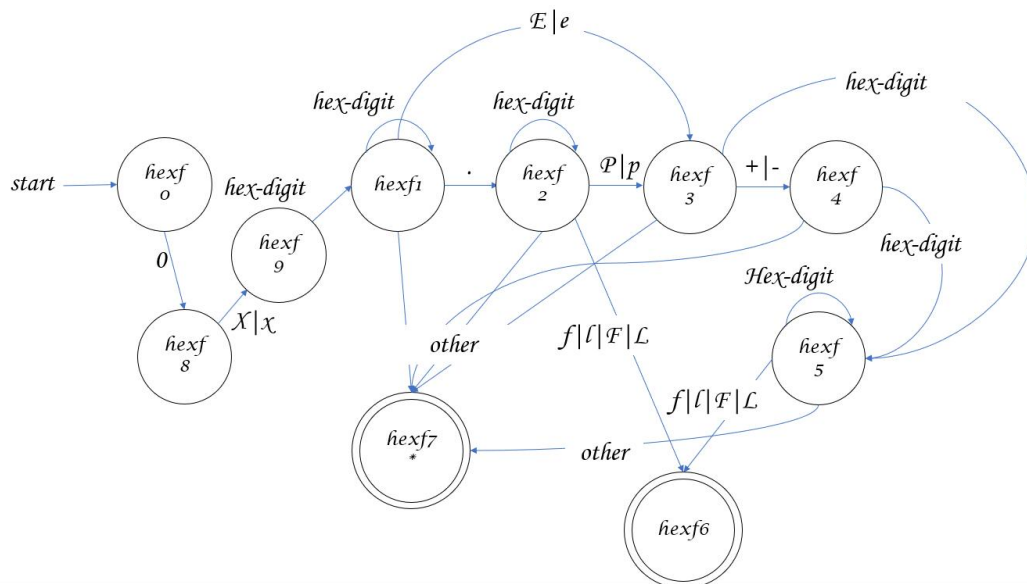 E|e
hex-digit
hex-digit
hex-digit
start
hexf
0
hex-digit
hexf1
.
hexf
2
P|p
hexf
3
+|-
hexf
4
hexf
9
0
hex-digit
Hex-digit
X|x
hexf
8
other
f|l|F|L
hexf
5
f|l|F|L
hexf7
*
other
hexf6